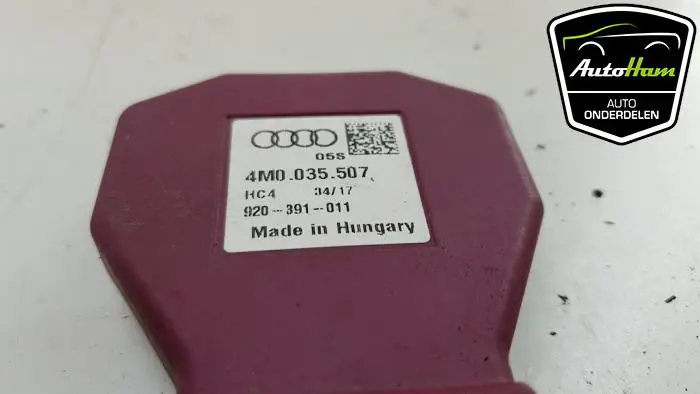 AutoHam
AUTO
ONDERDELEN
05S
4M0.035.507
HC4 34/17
920-391-011
Made in Hungary